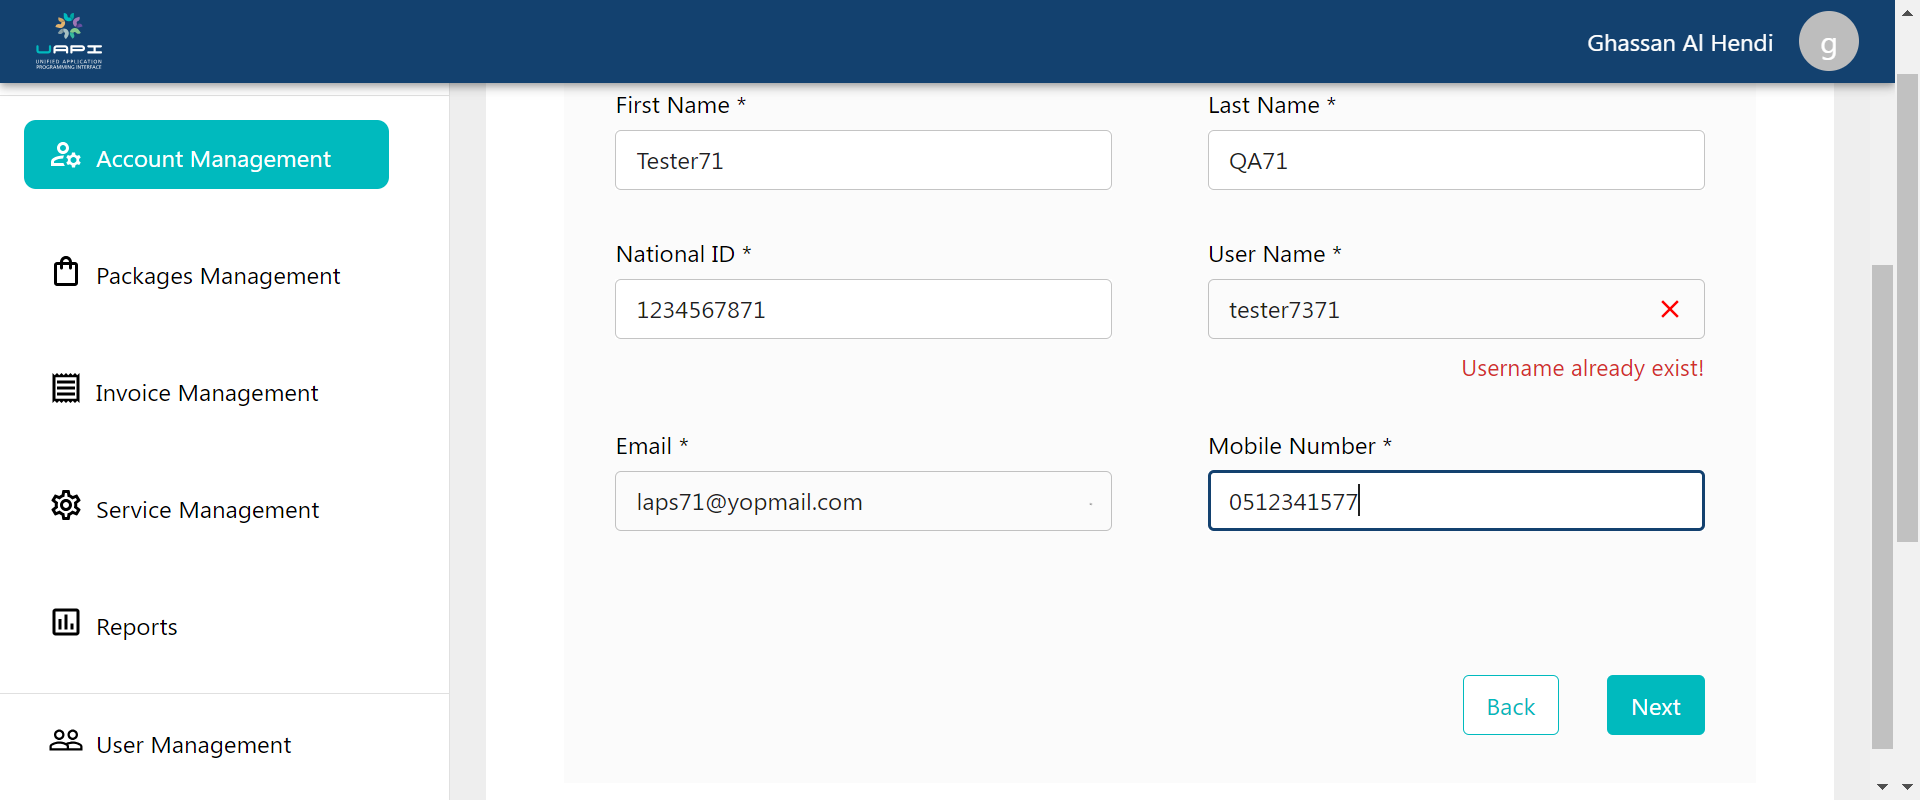 UAPI
UNIFIED APPLICATION
PROGRAMMING INTERFACE
Ghassan Al Hendi
g
Account Management
Packages Management
Invoice Management
Service Management
Reports
User Management
First Name *
Last Name *
Tester71
QA71
National ID *
User Name *
1234567871
tester7371
Username already exist!
Email *
Mobile Number *
laps71@yopmail.com
0512341577
Back
Next